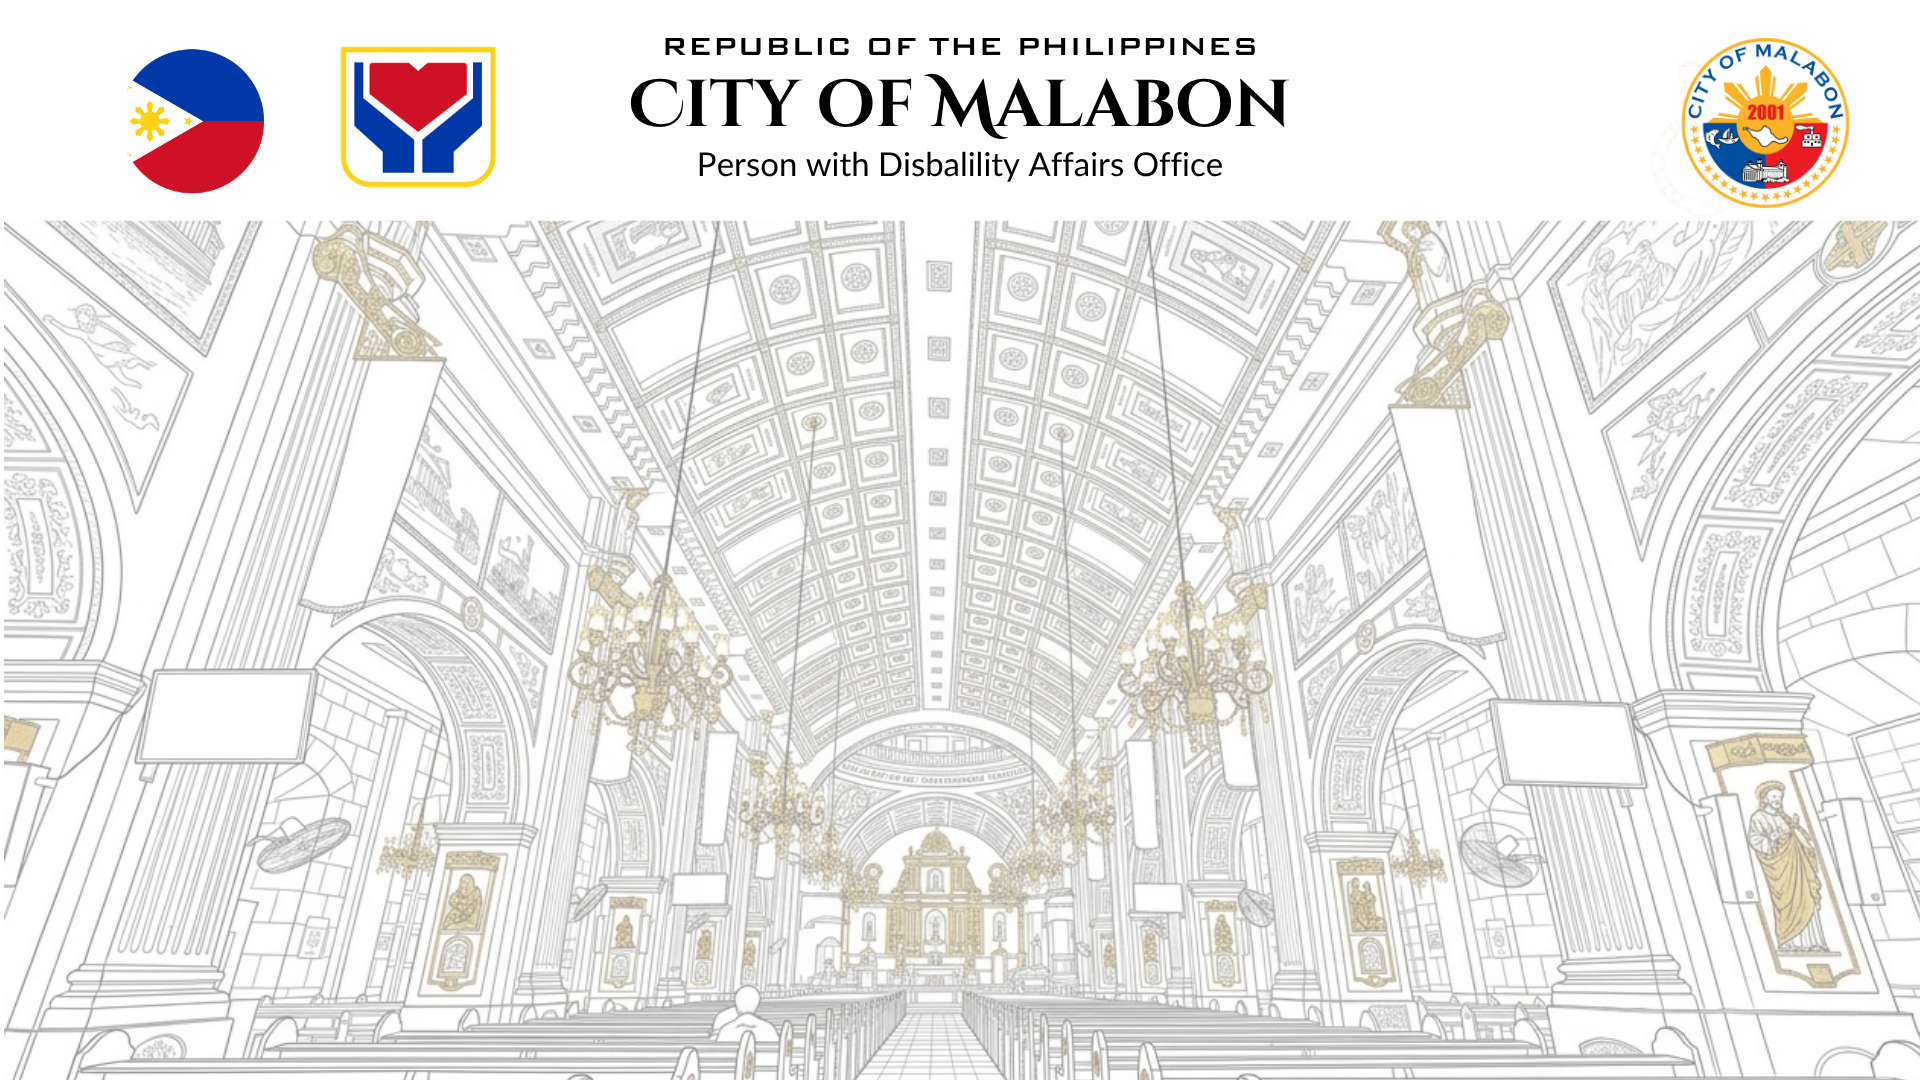 REPUBLIC OF THE PHILIPPINES
CITY OF MALABON
Person with Disbalility Affairs Office
CITY OF MALABON
2001